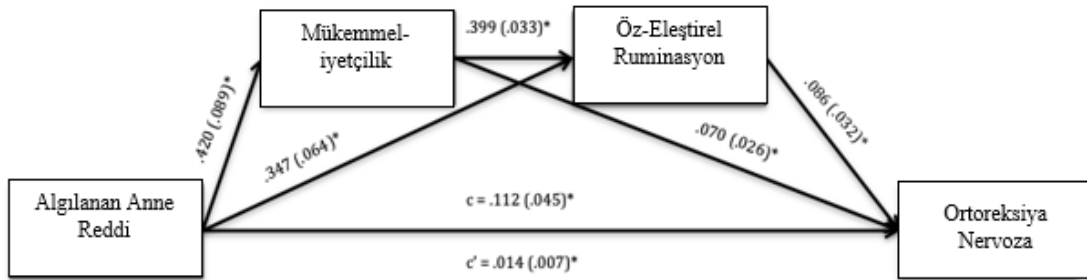 Mükemmel-
iyetçilik
.399 (.033)*
Öz-Eleştirel
Ruminasyon
.420 (.089)*
.347 (.064)*
.070 (.026)*
.086 (.032)*
Algılanan Anne
Reddi
c = .112 (.045)*
c' = .014 (.007)*
Ortoreksiya
Nervoza